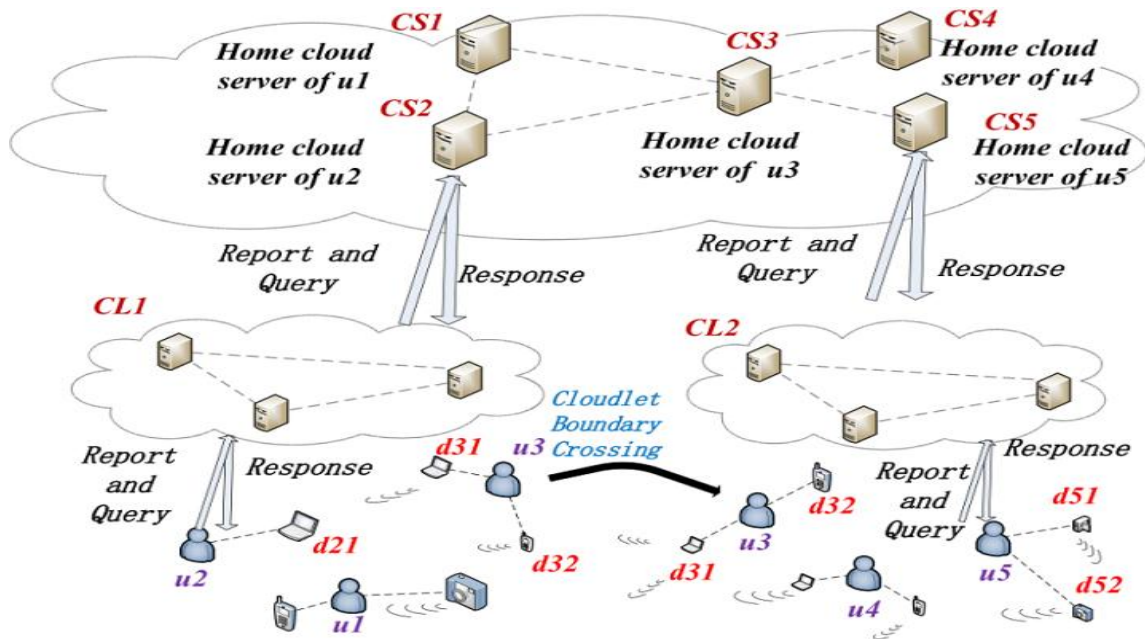 CS1
Home cloud
server of u1
CS2
Home cloud
server of u2
CS3
Home cloud
server of u3
CS4
Home cloud
server of u4
CS5
Home cloud
server of u5
Report and
Query
Response
Report and
Query
Response
CL1
CL2
Cloudlet
Boundary
Crossing
Report
and
Query
Response
Report
and
Query
Response
d31
u3
d32
u2
d21
u1
d32
u3
d31
u4
d51
u5
d52